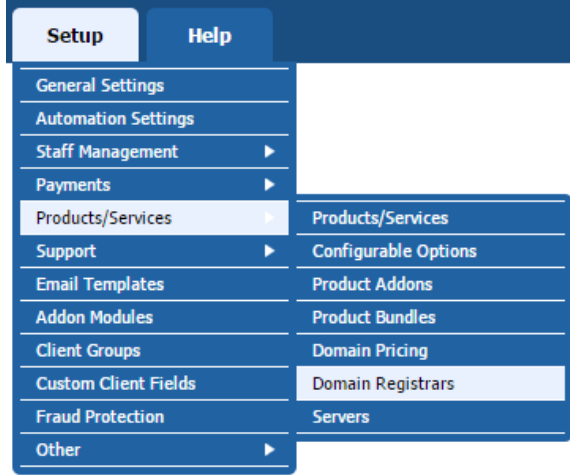 Setup Help
General Settings
Automation Settings
Staff Management
Payments
Products/Services
Support
Email Templates
Addon Modules
Client Groups
Custom Client Fields
Fraud Protection
Other
Products/Services
Configurable Options
Product Addons
Product Bundles
Domain Pricing
Domain Registrars
Servers